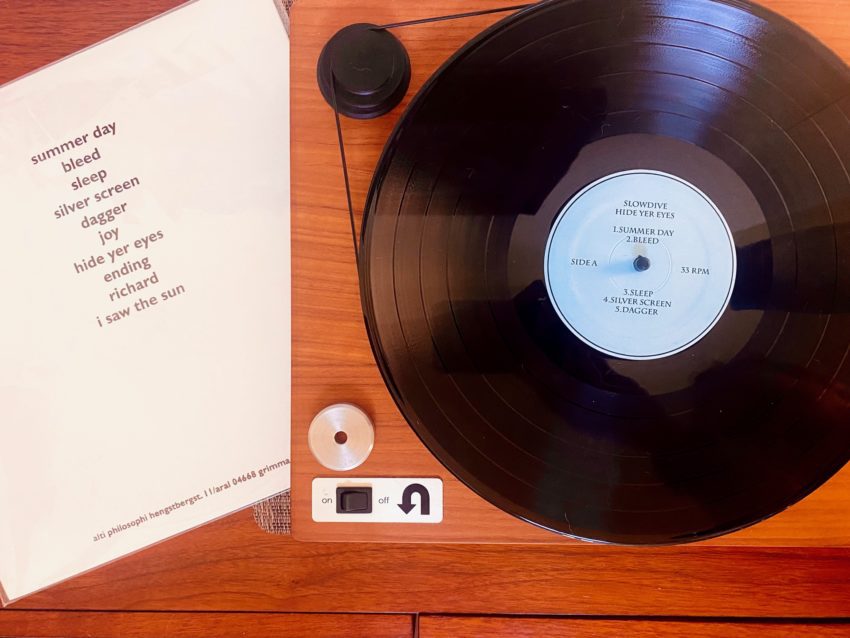 summer day
bleed
sleep
silver screen
dagger
joy
hide yer eyes
ending
richard
i saw the sun
alti philosophi hengstbergst. 11/aral 04668 grimma
SLOWDIVE
HIDE YER EYES
1.SUMMER DAY
2.BLEED
SIDE A
33 RPM
3.SLEEP
4.SILVER SCREEN
5.DAGGER
on
off